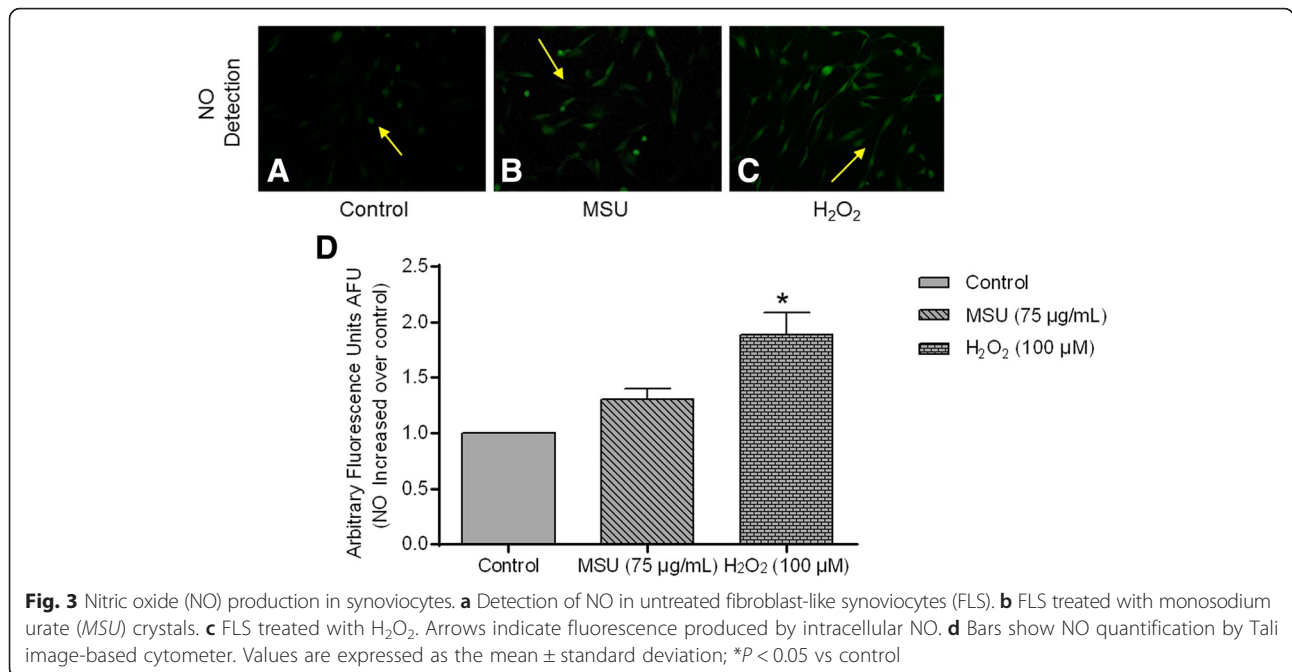 NO
Detection
A
B
C
Control
MSU
H₂O₂
D
Arbitrary Fluorescence Units AFU
(NO Increased over control)
2.5
2.0
1.5
1.0
0.5
0.0
*
Control
MSU (75 µg/mL)
H₂O₂ (100 µM)
Control
MSU (75 µg/mL)
H₂O₂ (100 µM)
Fig. 3 Nitric oxide (NO) production in synoviocytes. a Detection of NO in untreated fibroblast-like synoviocytes (FLS). b FLS treated with monosodium
urate (MSU) crystals. c FLS treated with H₂O₂. Arrows indicate fluorescence produced by intracellular NO. d Bars show NO quantification by Tali
image-based cytometer. Values are expressed as the mean ± standard deviation; *P < 0.05 vs control